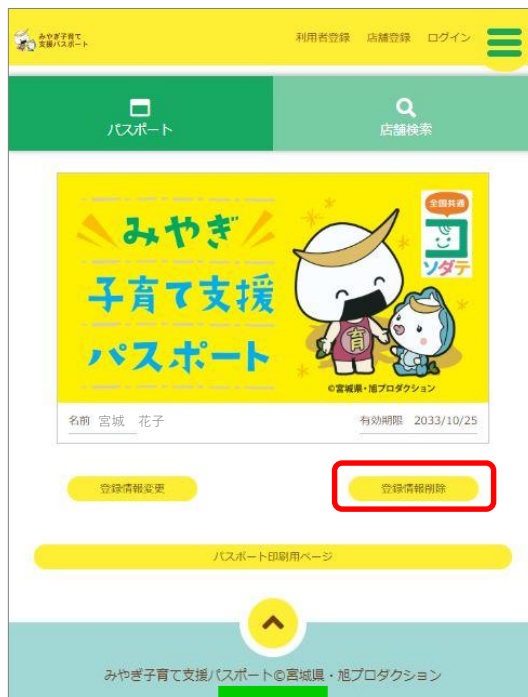 みやぎ子育て
支援パスポート
利用者登録 店舗登録 ログイン
パスポート
店舗検索
みやぎ
子育て支援
パスポート
全国共通
コ
ソダテ
育
©宮城県・旭プロダクション
名前 宮城 花子
有効期限 2033/10/25
登録情報変更
登録情報削除
パスポート印刷用ページ
みやぎ子育て支援パスポート©宮城県・旭プロダクション